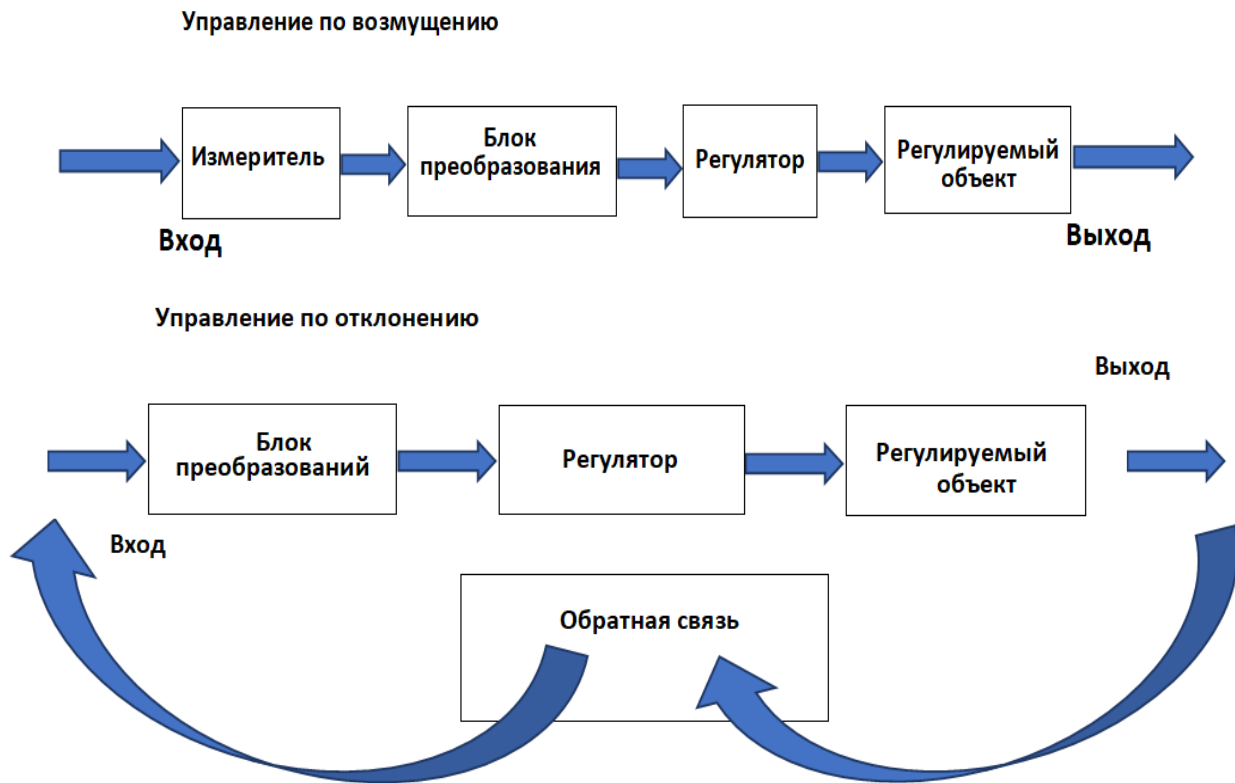 Управление по возмущению
Измеритель
Блок
преобразования
Регулятор
Регулируемый
объект
Вход
Выход
Управление по отклонению
Выход
Блок
преобразований
Регулятор
Регулируемый
объект
Вход
Обратная связь